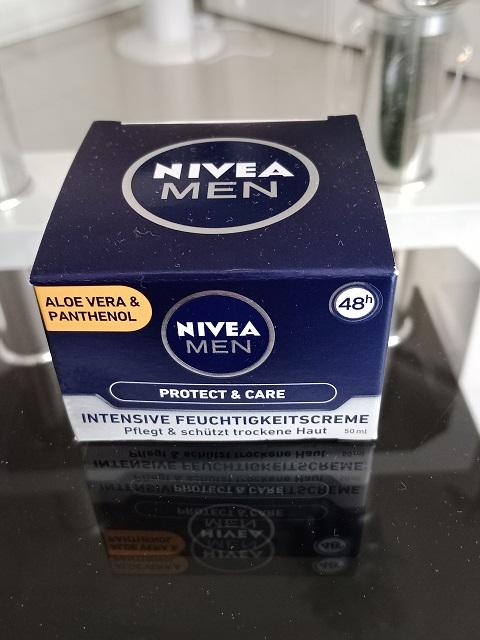 NIVEA
MEN
ALOE VERA &
PANTHENOL
NIVEA
MEN
48h
PROTECT & CARE
INTENSIVE FEUCHTIGKEITSCREME
Pflegt & schützt trockene Haut 50 ml